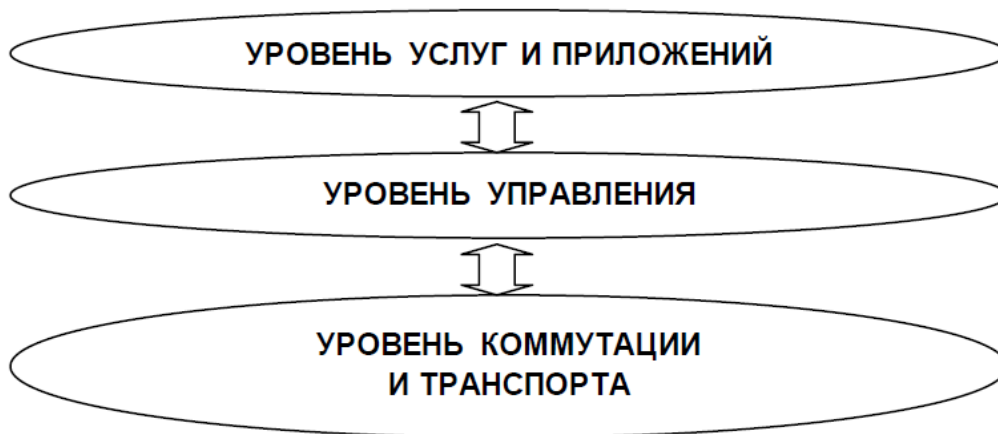 УРОВЕНЬ УСЛУГ И ПРИЛОЖЕНИЙ
УРОВЕНЬ УПРАВЛЕНИЯ
УРОВЕНЬ КОММУТАЦИИ
И ТРАНСПОРТА